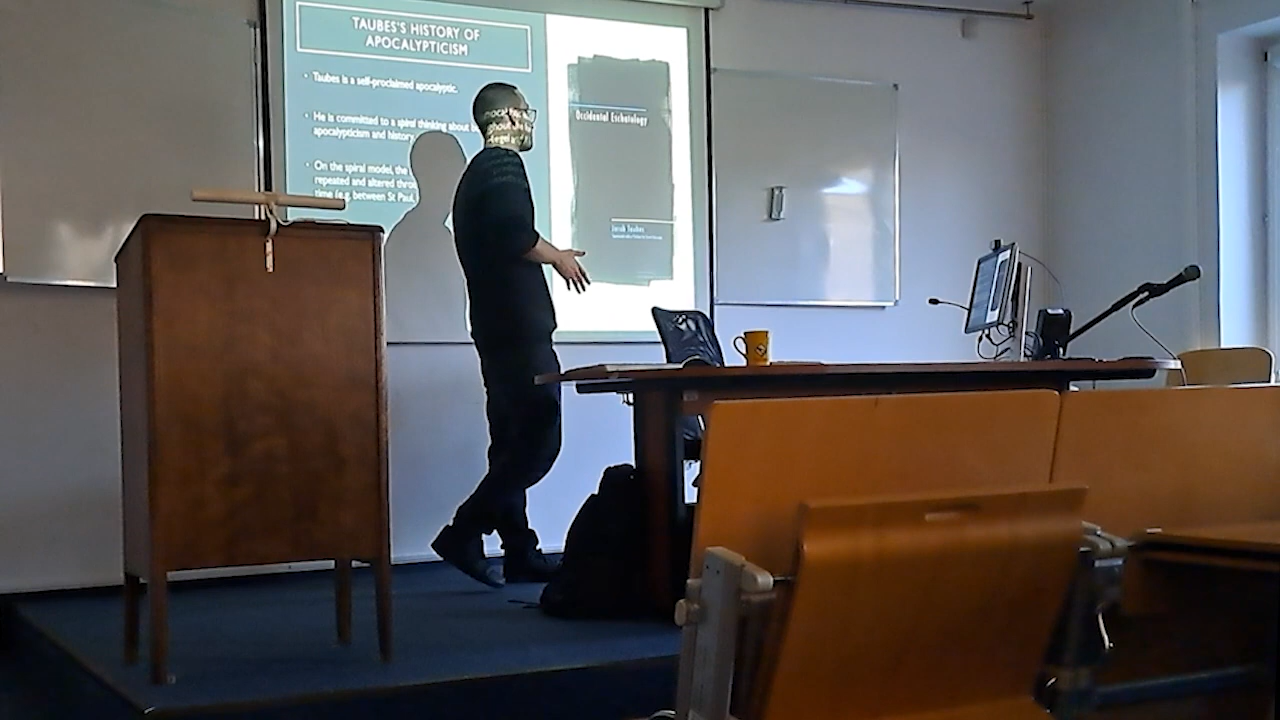 TAUBES'S HISTORY OF
APOCALYPTICISM
• Taubes is a self-proclaimed apocalyptic.
• He is committed to a spiral thinking about
apocalypticism and history
• On the spiral model, the
repeated and altered
time (e.g. between St Paul,
Occidental Eschatology
Jacob Taubes